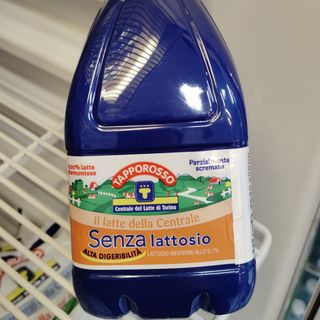 TAPPOROSSO
100% latte
piemontese
Parzialmente
scremato
Centrale del Latte di Torino
Il latte della Centrale
Senza lattosio
ALTA DIGERIBILITÀ
LATTOSIO INFERIORE ALLO 0,1%